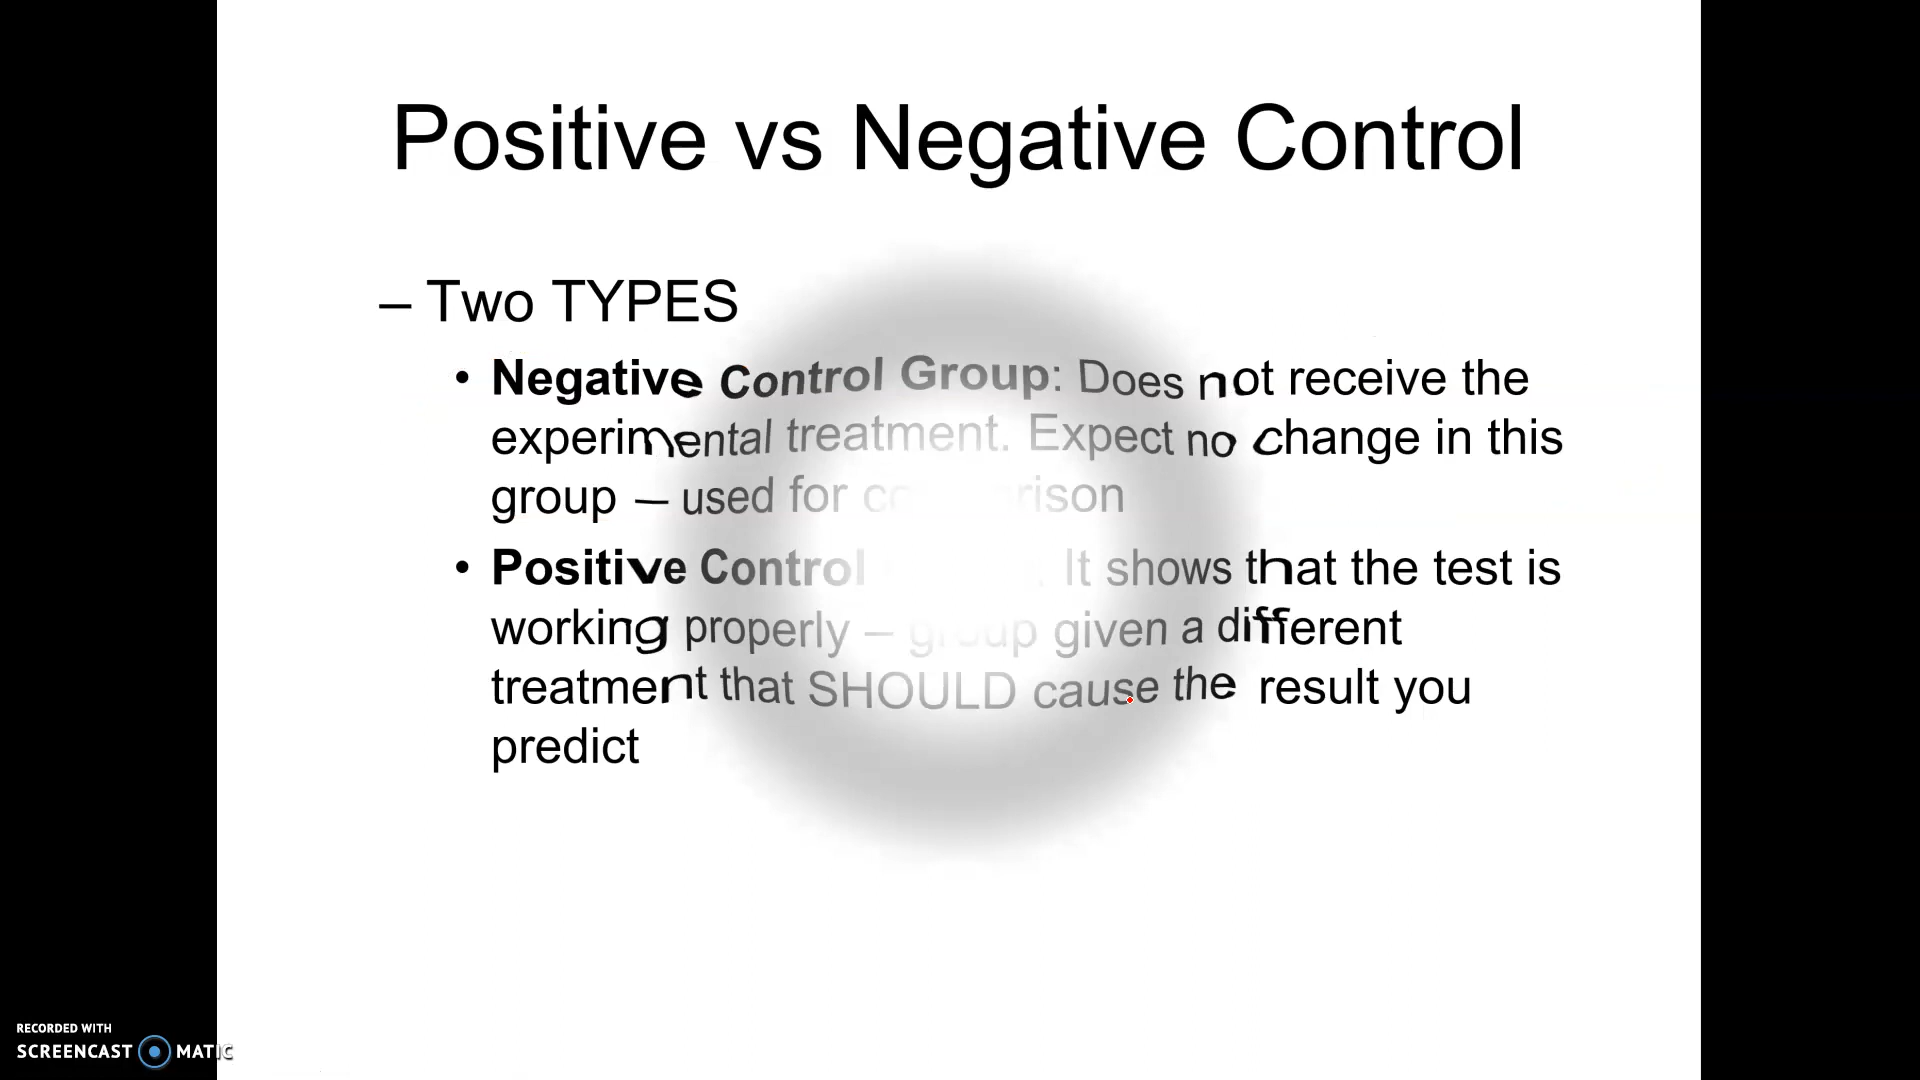 Positive vs Negative Control
– Two TYPES
• Negative Control Group: Does not receive the
experimental treatment. Expect no change in this
group – used for
• Positive Control It shows that the test is
working properly – group given a different
treatment that SHOULD cause the result you
predict
RECORDED WITH
SCREENCAST MATIC